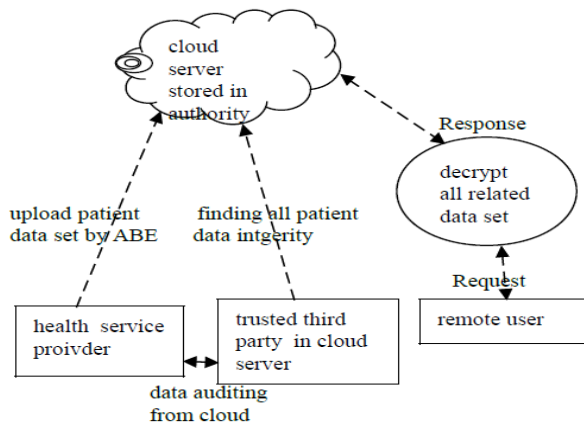 cloud
server
stored in
authority
Response
decrypt
all related
data set
upload patient
data set by ABE
finding all patient
data intgerity
Request
health service
proivder
trusted third
party in cloud
server
remote user
data auditing
from cloud